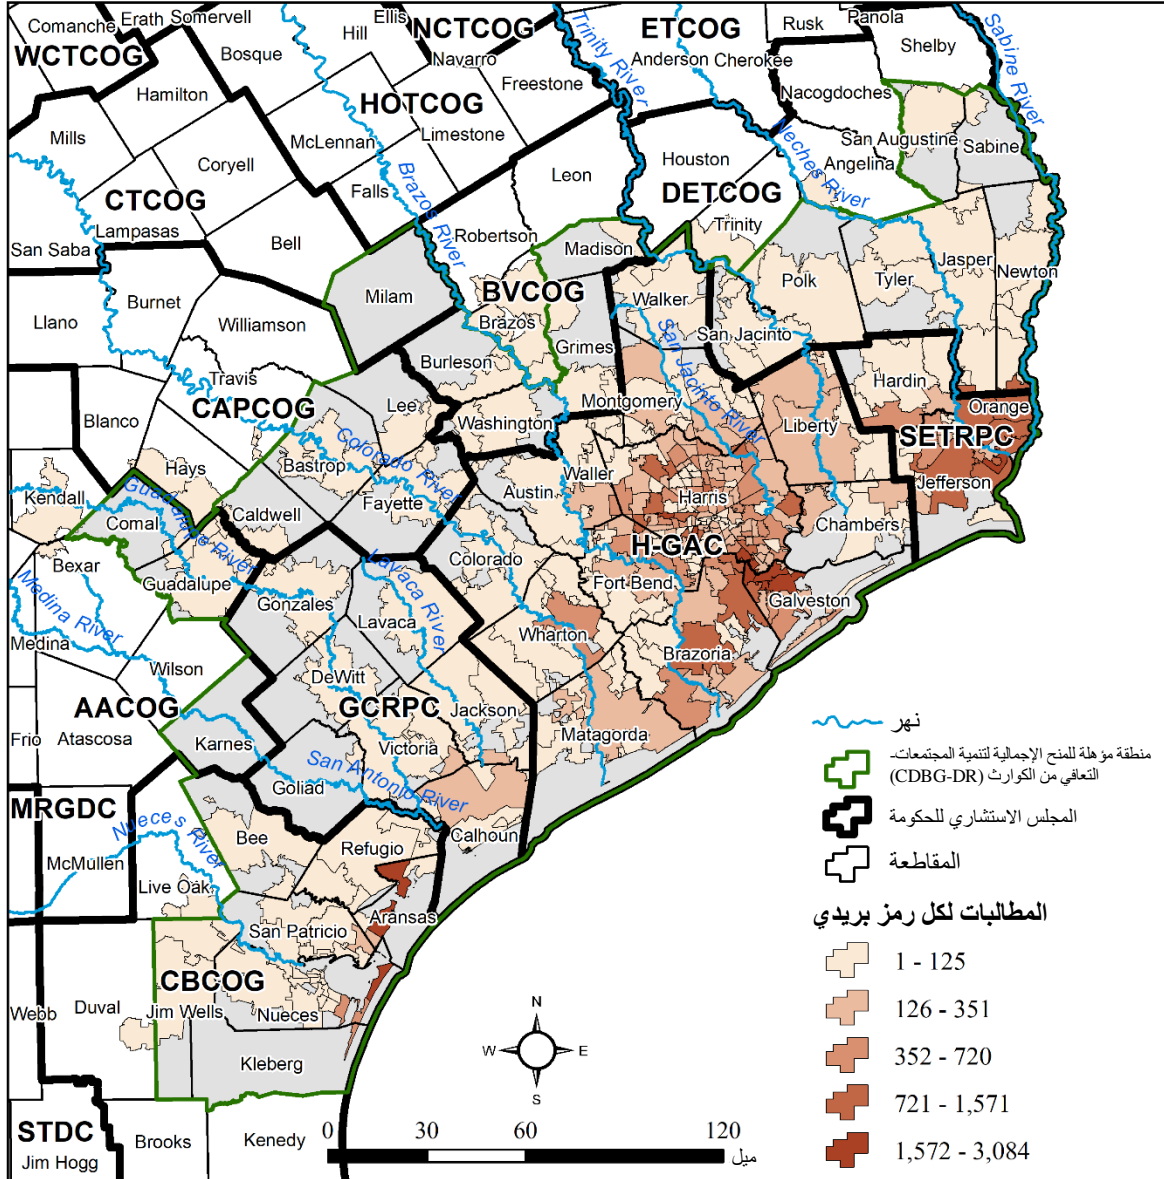 Comanche
Erath
Somervell
Bosque
Hill
Ellis
NCTCOG
Navarro
ETCOG
Anderson
Cherokee
Rusk
Panola
Shelby
Sabine River
WCTCOG
Hamilton
HOTCOG
Freestone
Trinity River
Nacogdoches
Mills
McLennan
Limestone
San Augustine
Sabine
Neches River
Angelina
Coryell
Falls
Brazos River
Leon
Houston
DETCOG
Trinity
CTCOG
Lampasas
San Saba
Bell
Robertson
Madison
Jasper
Newton
Tyler
Polk
Burnet
Milam
BVCOG
Walker
Llano
Williamson
Brazos
Grimes
San Jacinto
San Jacinto River
Burleson
Travis
Hardin
Blanco
CAPCOG
Lee
Washington
Montgomery
Liberty
Orange
SETRPC
Jefferson
Colorado River
Hays
Bastrop
Waller
Kendall
Guadalupe River
Fayette
Austin
Harris
Chambers
Comal
Caldwell
Bexar
Colorado
H-GAC
Guadalupe
Lavaca River
Fort Bend
Galveston
Medina River
Gonzales
Lavaca
Wharton
Medina
Wilson
DeWitt
Brazoria
AACOG
GCRPC
Jackson
Frio
Atascosa
Karnes
Victoria
Matagorda
San Antonio River
Goliad
MRGDC
Nueces River
Bee
Refugio
Calhoun
McMullen
Live Oak
Aransas
San Patricio
CBCOG
Webb
Duval
Jim Wells
Nueces
Kleberg
STDC
Jim Hogg
Brooks
Kenedy
نهر
منطقة مؤهلة للمنح الإجمالية لتنمية المجتمعات-
التعافي من الكوارث (CDBG-DR)
المجلس الاستشاري للحكومة
المقاطعة
المطالبات لكل رمز بريدي
1 - 125
126 - 351
352 - 720
721 - 1,571
1,572 - 3,084
N
W
E
S
0 30 60 120
ميل